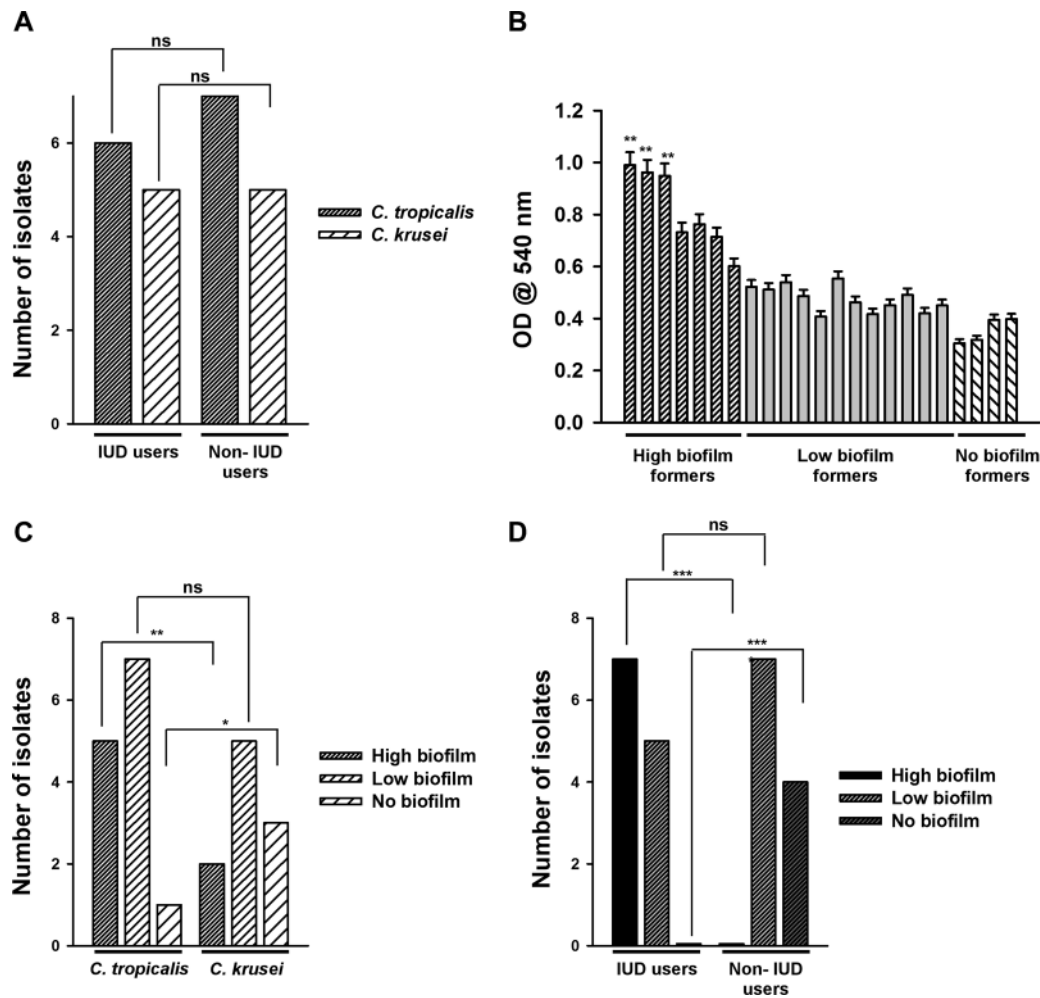 A
ns
ns
Number of isolates
6
4
2
0
IUD users
Non- IUD
users
C. tropicalis
C. krusei
B
OD @ 540 nm
1.2
1.0
0.8
0.6
0.4
0.2
0.0
**
**
**
High biofilm
formers
Low biofilm
formers
No biofilm
formers
C
ns
**
*
Number of isolates
8
6
4
2
0
C. tropicalis
C. krusei
High biofilm
Low biofilm
No biofilm
D
ns
***
***
*
Number of isolates
8
6
4
2
0
IUD users
Non- IUD
users
High biofilm
Low biofilm
No biofilm